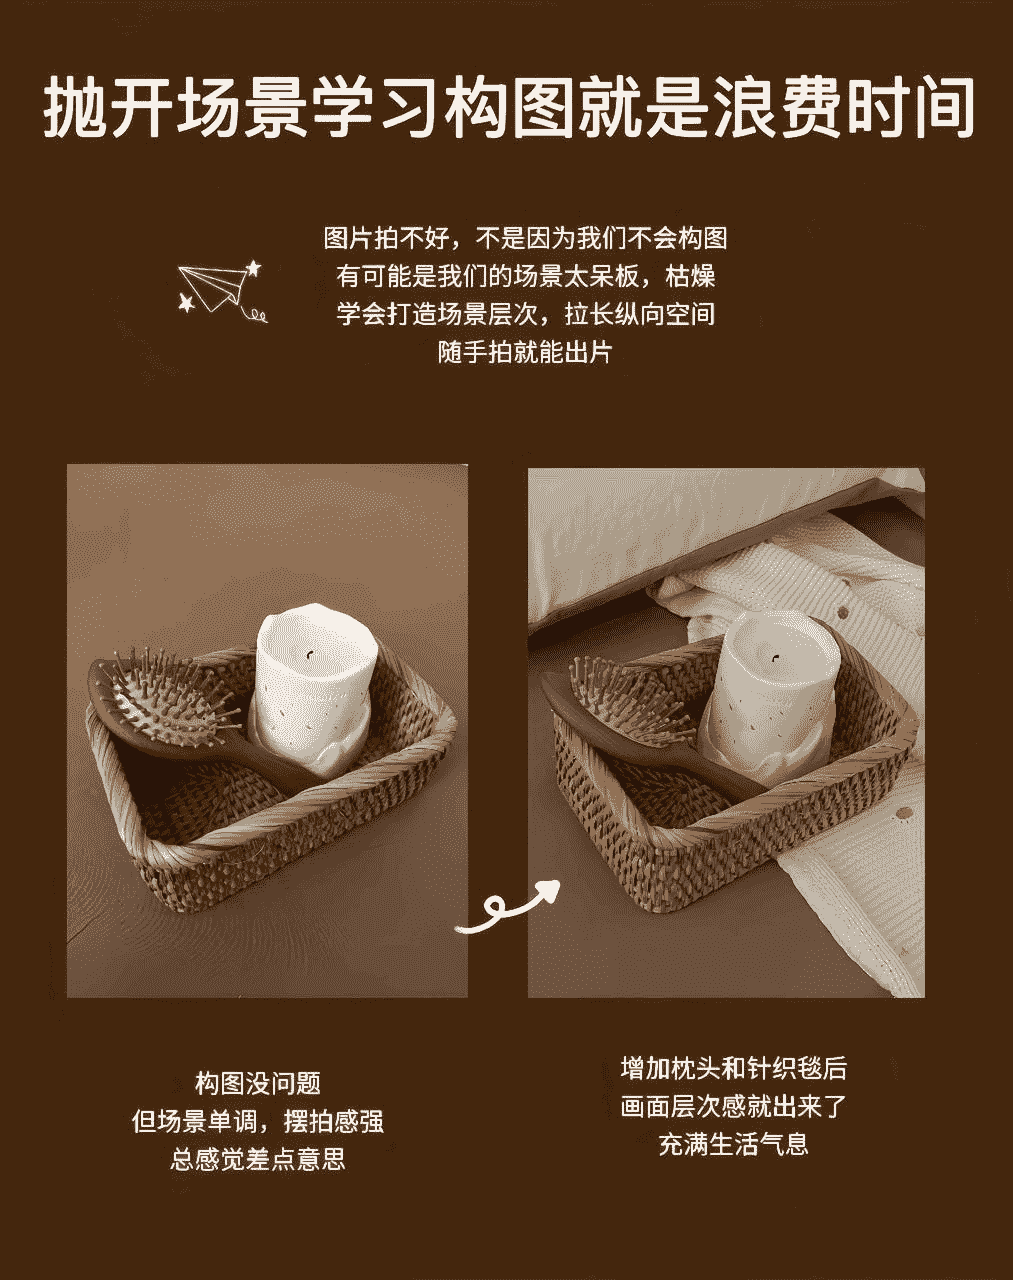 抛开场景学习构图就是浪费时间
图片拍不好，不是因为我们不会构图
有可能是我们的场景太呆板，枯燥
学会打造场景层次，拉长纵向空间
随手拍就能出片
构图没问题
但场景单调，摆拍感强
总感觉差点意思
增加枕头和针织毯后
画面层次感就出来了
充满生活气息